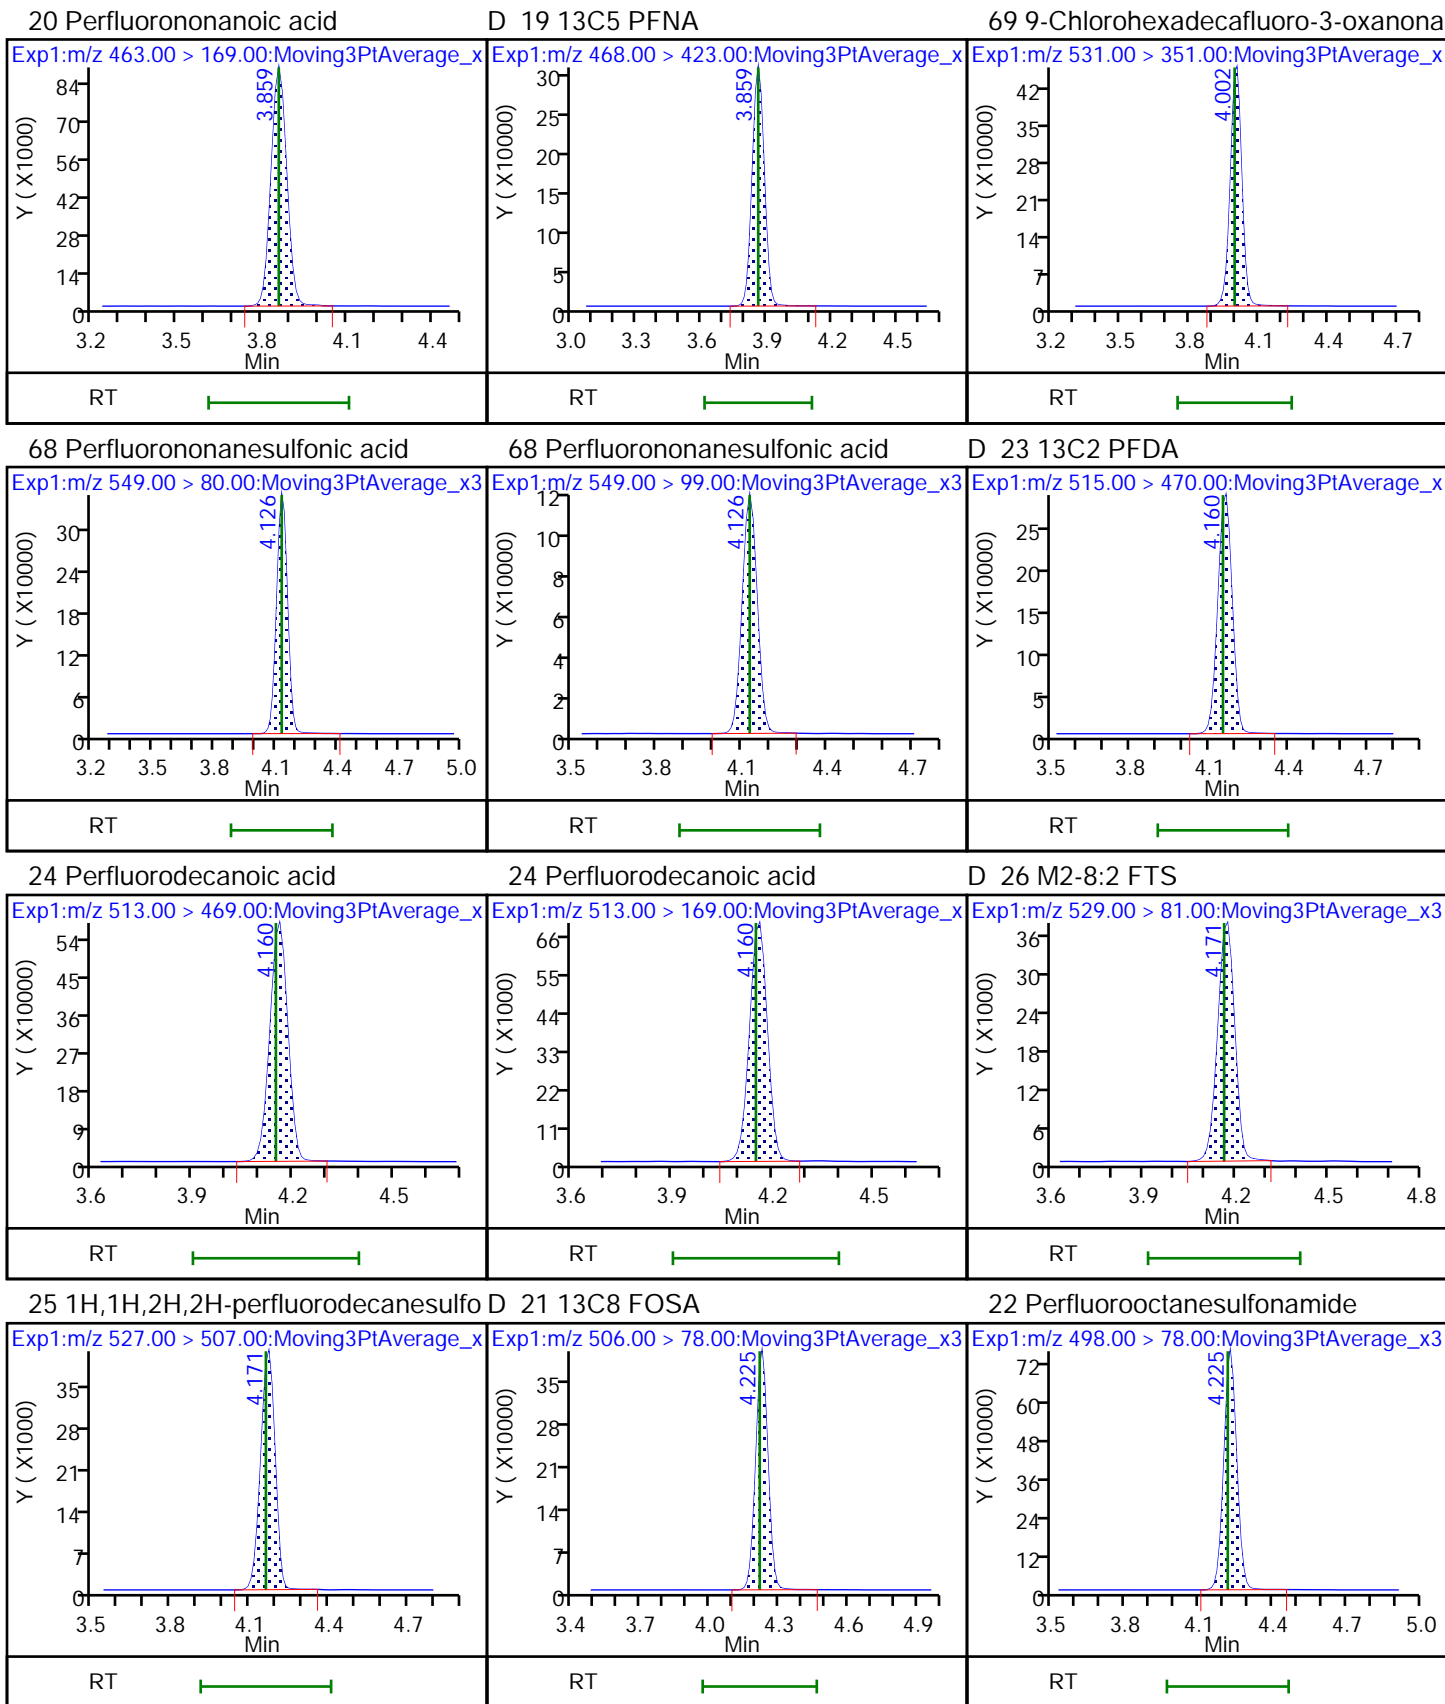 20 Perfluorononanoic acid
Exp1:m/z 463.00 > 169.00:Moving3PtAverage_x
3.859
Y ( X1000)
84
70
56
42
28
14
0
3.2 3.5 3.8 4.1 4.4
Min
RT
D 19 13C5 PFNA
Exp1:m/z 468.00 > 423.00:Moving3PtAverage_x
3.859
Y ( X10000)
30
25
20
15
10
5
0
3.0 3.3 3.6 3.9 4.2 4.5
Min
RT
69 9-Chlorohexadecafluoro-3-oxanona
Exp1:m/z 531.00 > 351.00:Moving3PtAverage_x
4.002
Y ( X10000)
42
35
28
21
14
7
0
3.2 3.5 3.8 4.1 4.4 4.7
Min
RT
68 Perfluorononanesulfonic acid
Exp1:m/z 549.00 > 80.00:Moving3PtAverage_x3
4.126
Y ( X10000)
30
24
18
12
6
0
3.2 3.5 3.8 4.1 4.4 4.7 5.0
Min
RT
68 Perfluorononanesulfonic acid
Exp1:m/z 549.00 > 99.00:Moving3PtAverage_x3
4.126
Y ( X10000)
12
10
8
6
4
2
0
3.5 3.8 4.1 4.4 4.7
Min
RT
D 23 13C2 PFDA
Exp1:m/z 515.00 > 470.00:Moving3PtAverage_x
4.160
Y ( X10000)
25
20
15
10
5
0
3.5 3.8 4.1 4.4 4.7
Min
RT
24 Perfluorodecanoic acid
Exp1:m/z 513.00 > 469.00:Moving3PtAverage_x
4.160
Y ( X10000)
54
45
36
27
18
9
0
3.6 3.9 4.2 4.5
Min
RT
24 Perfluorodecanoic acid
Exp1:m/z 513.00 > 169.00:Moving3PtAverage_x
4.160
Y ( X1000)
66
55
44
33
22
11
0
3.6 3.9 4.2 4.5
Min
RT
D 26 M2-8:2 FTS
Exp1:m/z 529.00 > 81.00:Moving3PtAverage_x3
4.171
Y ( X1000)
36
30
24
18
12
6
0
3.6 3.9 4.2 4.5 4.8
Min
RT
25 1H,1H,2H,2H-perfluorodecanesulfo
Exp1:m/z 527.00 > 507.00:Moving3PtAverage_x
4.171
Y ( X1000)
35
28
21
14
7
0
3.5 3.8 4.1 4.4 4.7
Min
RT
D 21 13C8 FOSA
Exp1:m/z 506.00 > 78.00:Moving3PtAverage_x3
4.225
Y ( X10000)
35
28
21
14
7
0
3.4 3.7 4.0 4.3 4.6 4.9
Min
RT
22 Perfluorooctanesulfonamide
Exp1:m/z 498.00 > 78.00:Moving3PtAverage_x3
4.225
Y ( X10000)
72
60
48
36
24
12
0
3.5 3.8 4.1 4.4 4.7 5.0
Min
RT